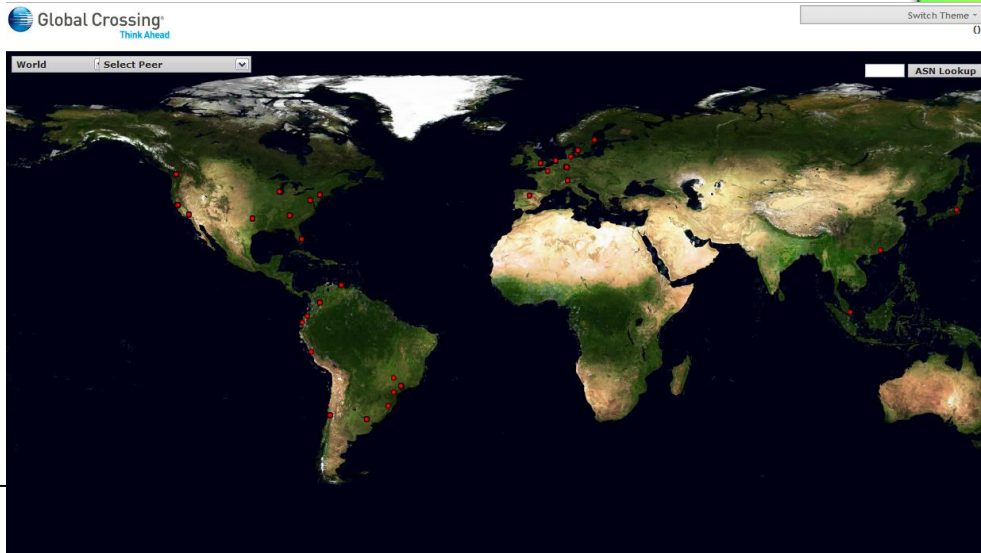 Global Crossing®
Think Ahead
Switch Theme
()
World
Select Peer
ASN Lookup